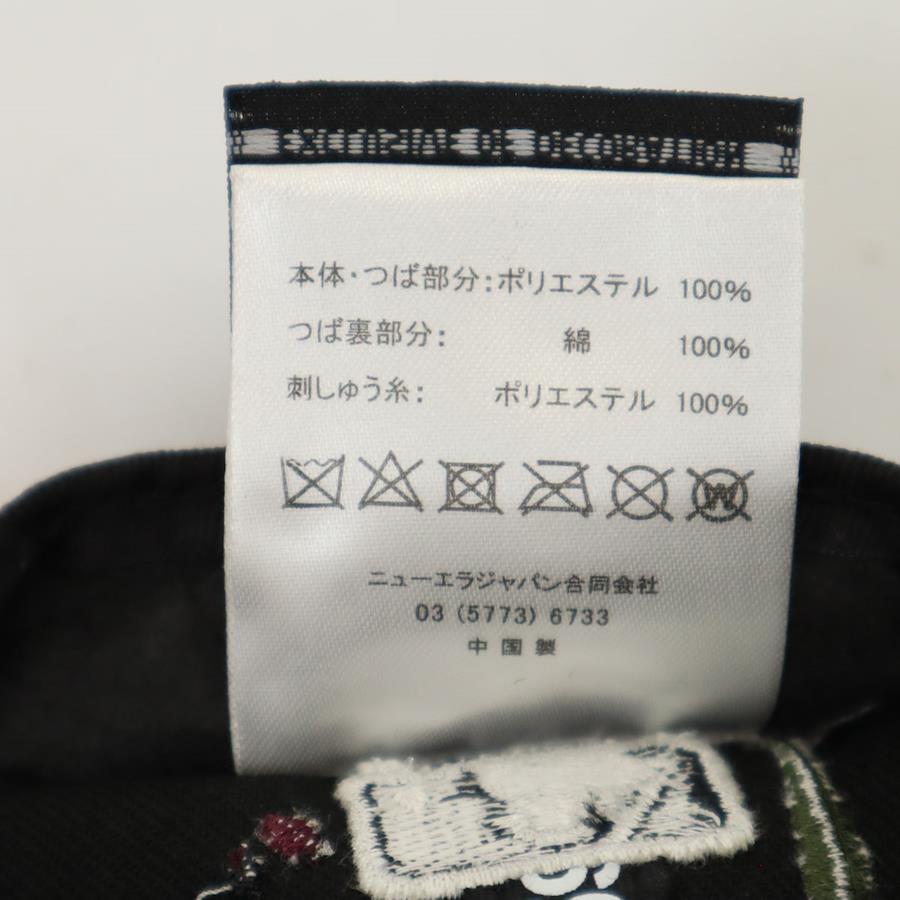 本体・つば部分：ポリエステル 100%
つば裏部分： 綿 100%
刺しゅう糸： ポリエステル 100%
W
ニューエラジャパン合同会社
03 (5773) 6733
中国製